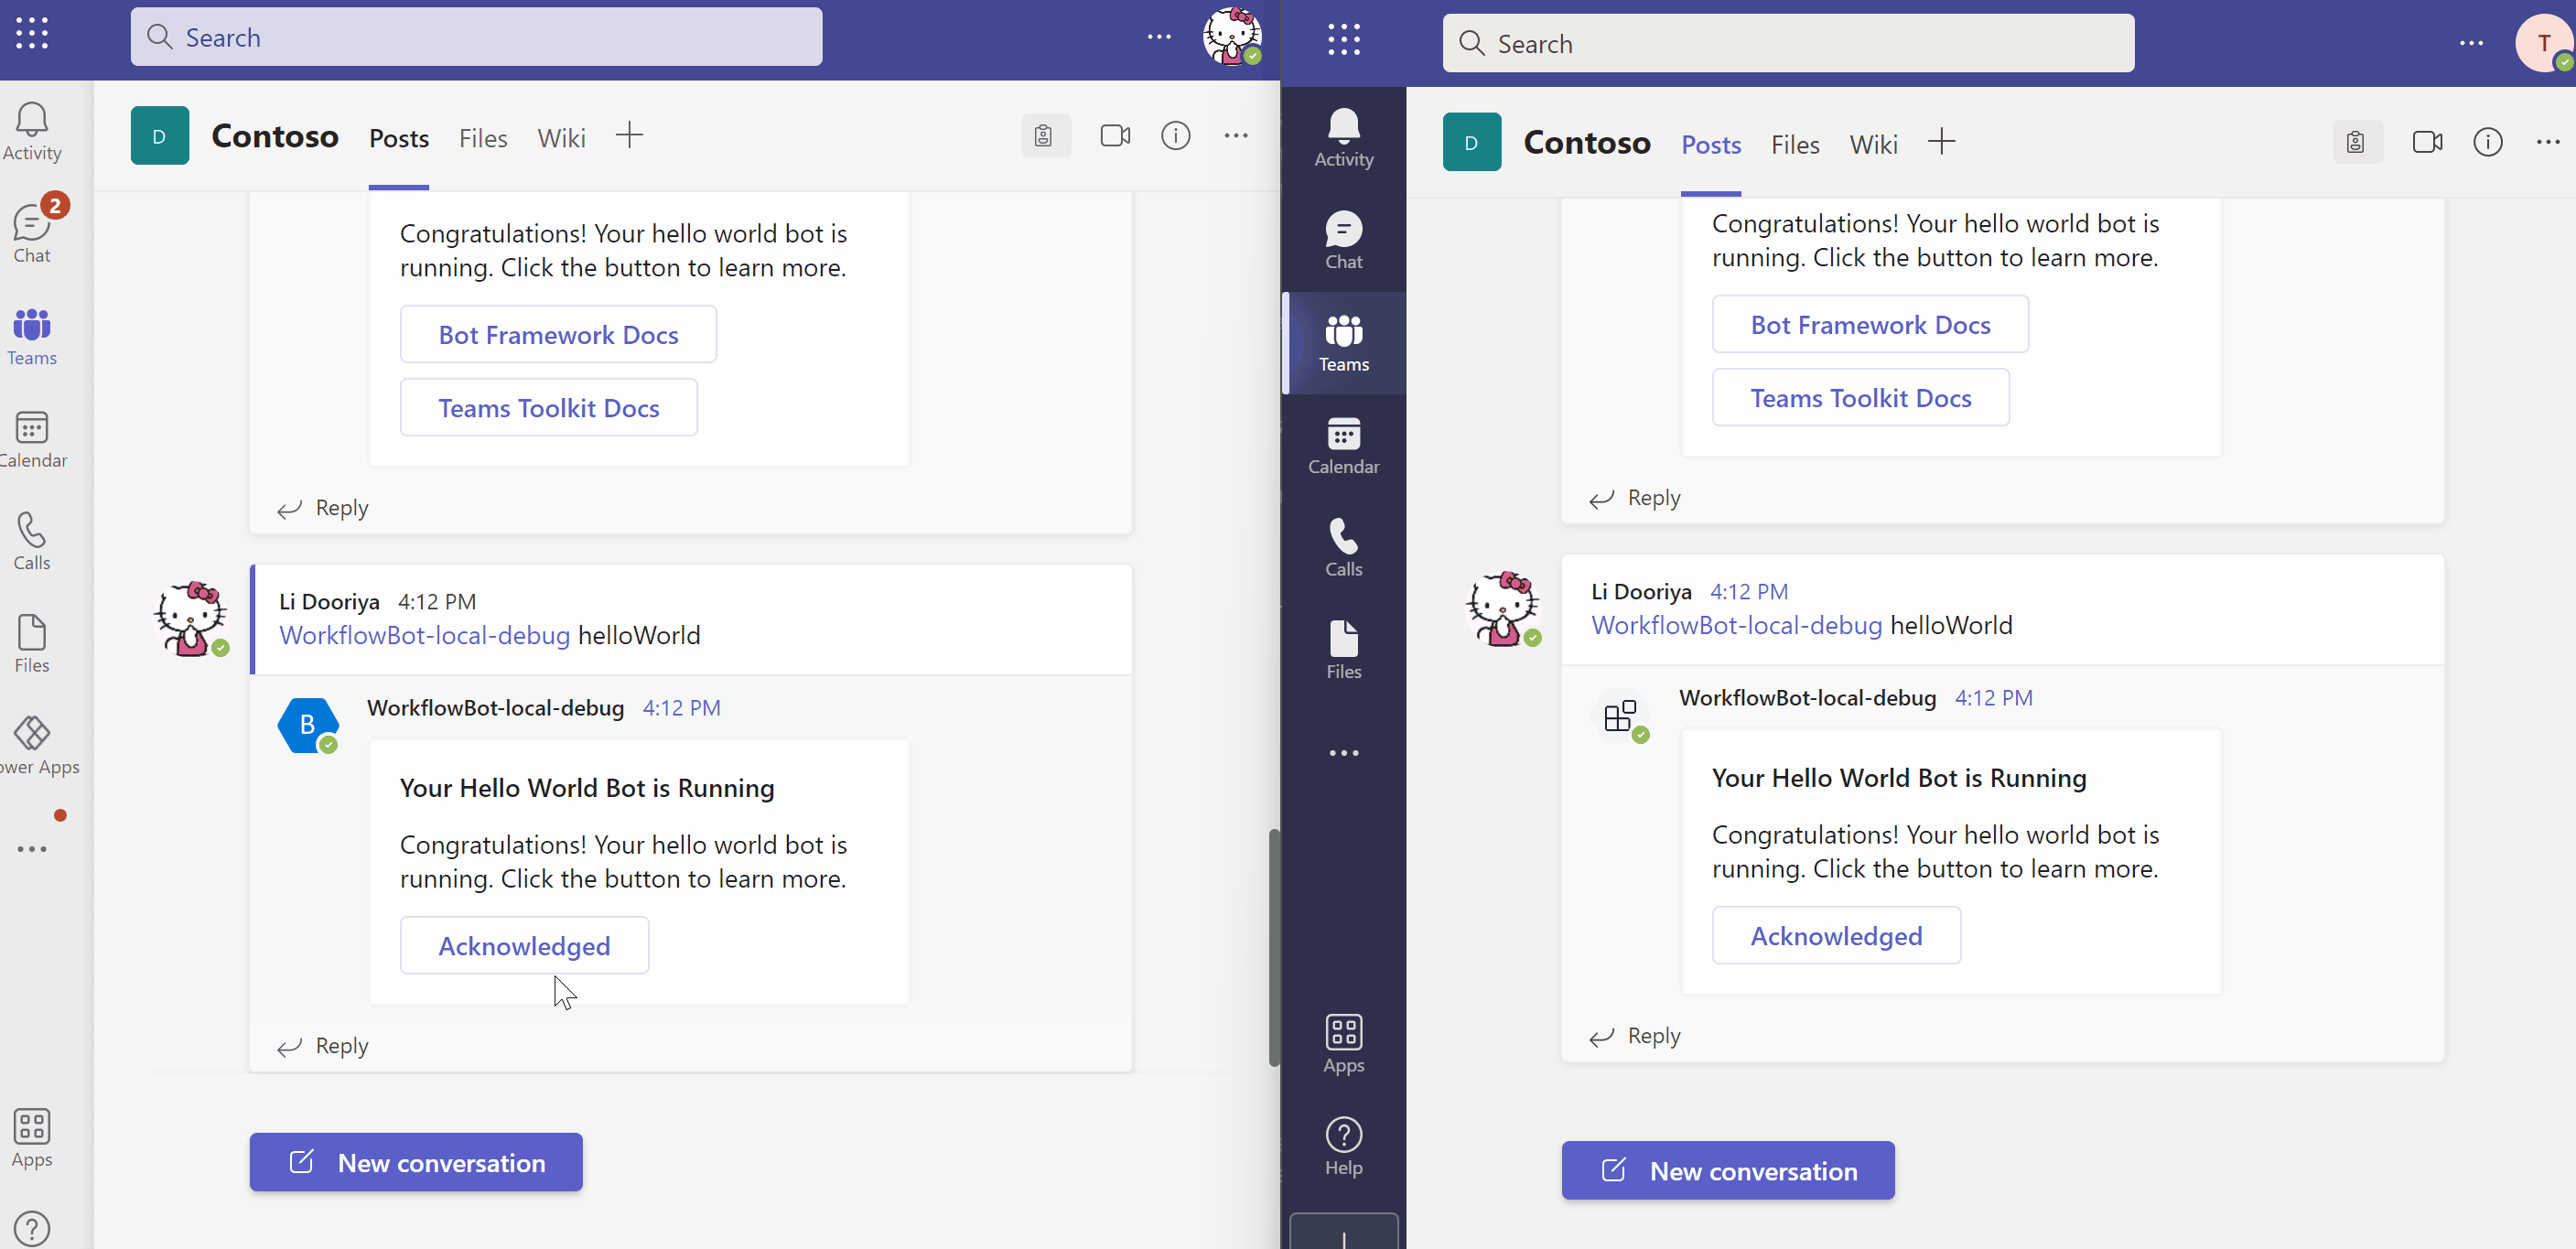 Search
Activity
2
Chat
Teams
Calendar
Calls
Files
ower Apps
Apps
D
Contoso
Posts
Files
Wiki
Congratulations! Your hello world bot is
running. Click the button to learn more.
Bot Framework Docs
Teams Toolkit Docs
Reply
Li Dooriya 4:12 PM
WorkflowBot-local-debug helloWorld
B
WorkflowBot-local-debug 4:12 PM
Your Hello World Bot is Running
Congratulations! Your hello world bot is
running. Click the button to learn more.
Acknowledged
Reply
New conversation
Search
T
Activity
Chat
Teams
Calendar
Calls
Files
Apps
Help
D
Contoso
Posts
Files
Wiki
Congratulations! Your hello world bot is
running. Click the button to learn more.
Bot Framework Docs
Teams Toolkit Docs
Reply
Li Dooriya 4:12 PM
WorkflowBot-local-debug helloWorld
WorkflowBot-local-debug 4:12 PM
Your Hello World Bot is Running
Congratulations! Your hello world bot is
running. Click the button to learn more.
Acknowledged
Reply
New conversation